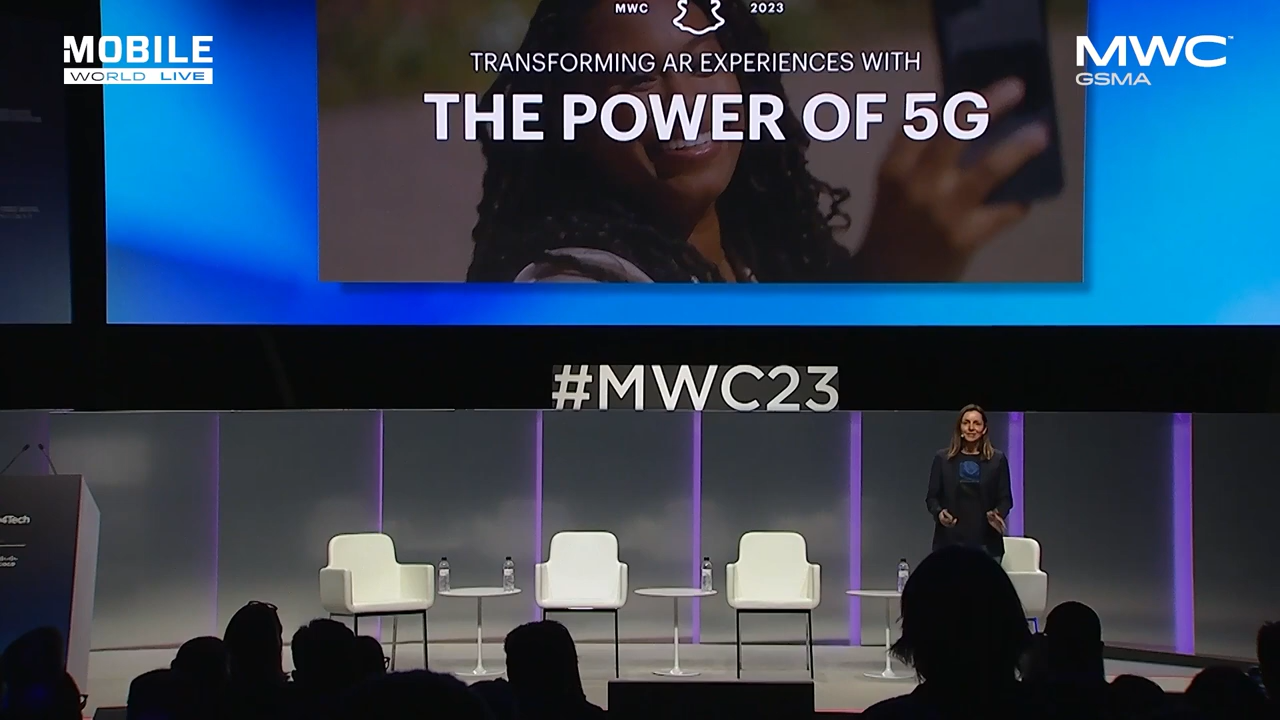 MOBILE
WORLD LIVE
MWC 2023
MWC
GSMA
TRANSFORMING AR EXPERIENCES WITH
THE POWER OF 5G
#MWC23